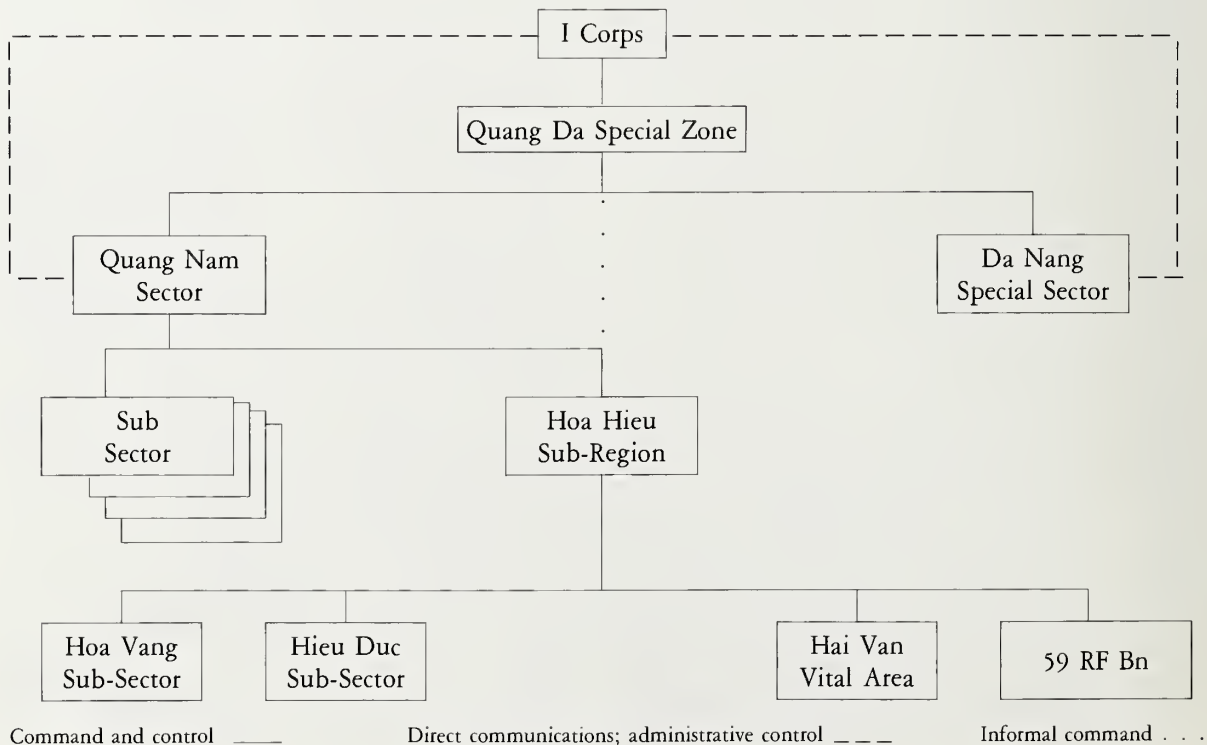 I Corps
Quang Da Special Zone
Quang Nam
Sector
Da Nang
Special Sector
Sub
Sector
Hoa Hieu
Sub-Region
Hoa Vang
Sub-Sector
Hieu Duc
Sub-Sector
Hai Van
Vital Area
59 RF Bn
Command and control ____ Direct communications; administrative control _ _ _ Informal command . . .